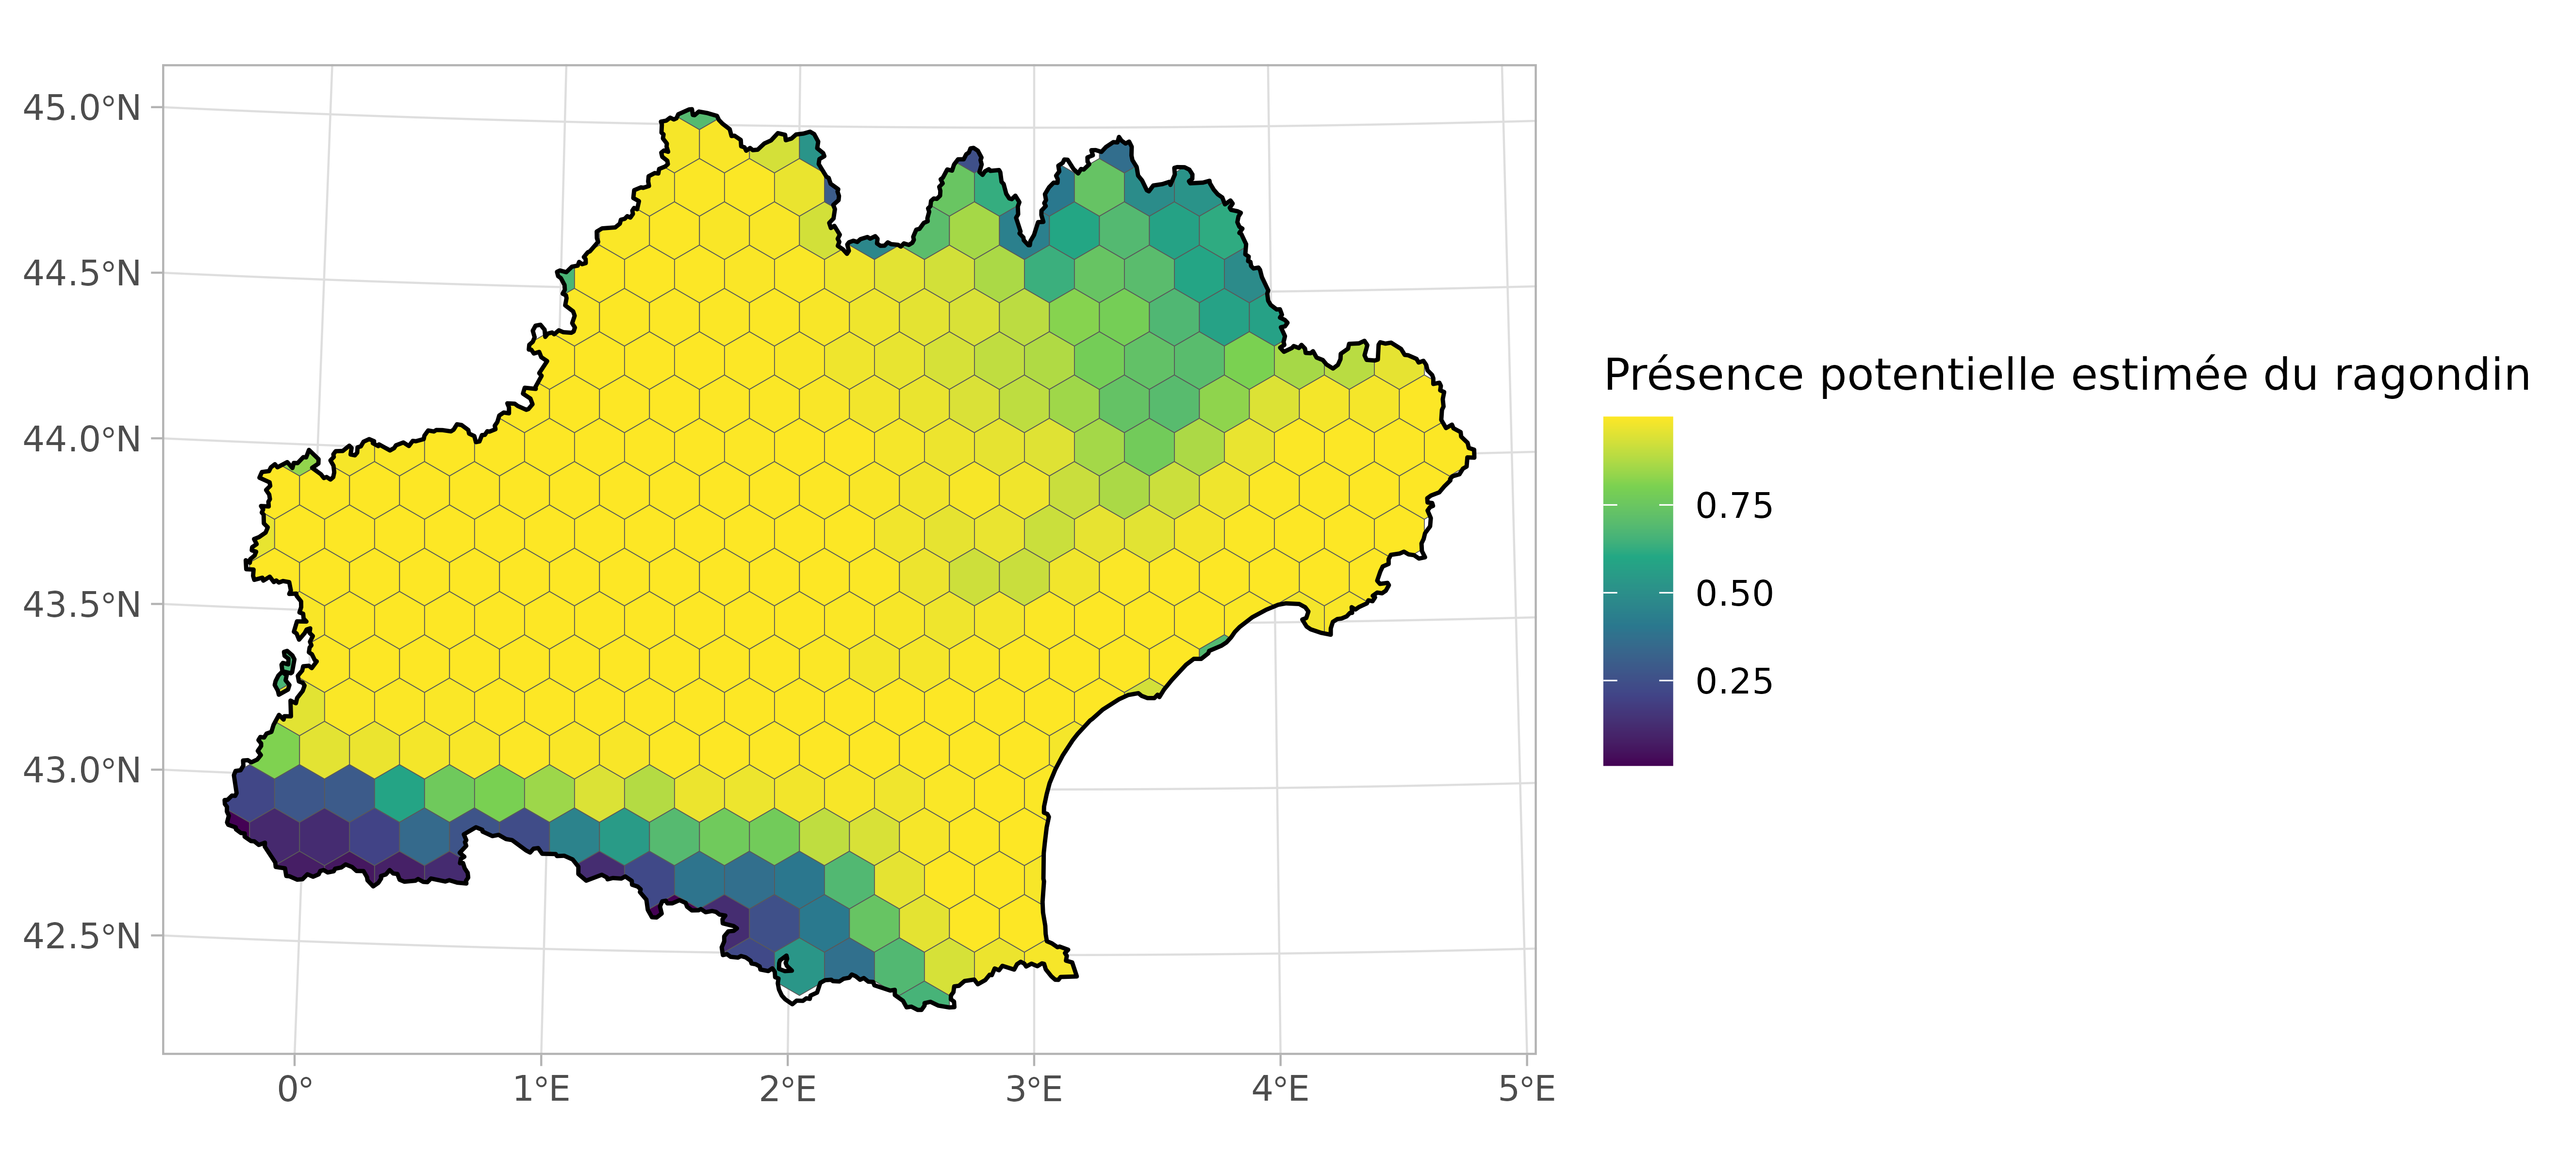 45.0°N
44.5°N
44.0°N
43.5°N
43.0°N
42.5°N
0° 1°E 2°E 3°E 4°E 5°E
Présence potentielle estimée du ragondin
0.75
0.50
0.25